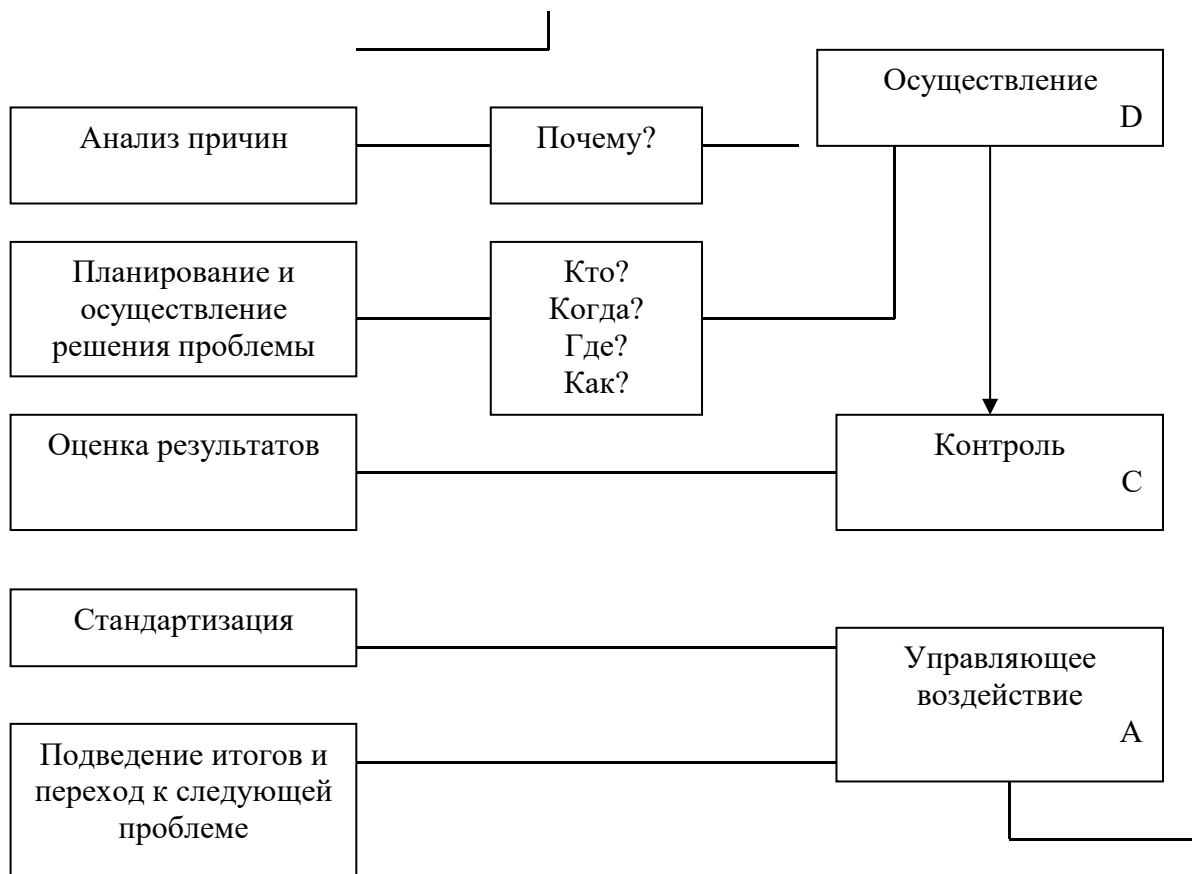 Осуществление
D
Анализ причин
Почему?
Планирование и
осуществление
решения проблемы
Кто?
Когда?
Где?
Как?
Оценка результатов
Контроль
C
Стандартизация
Управляющее
воздействие
A
Подведение итогов и
переход к следующей
проблеме